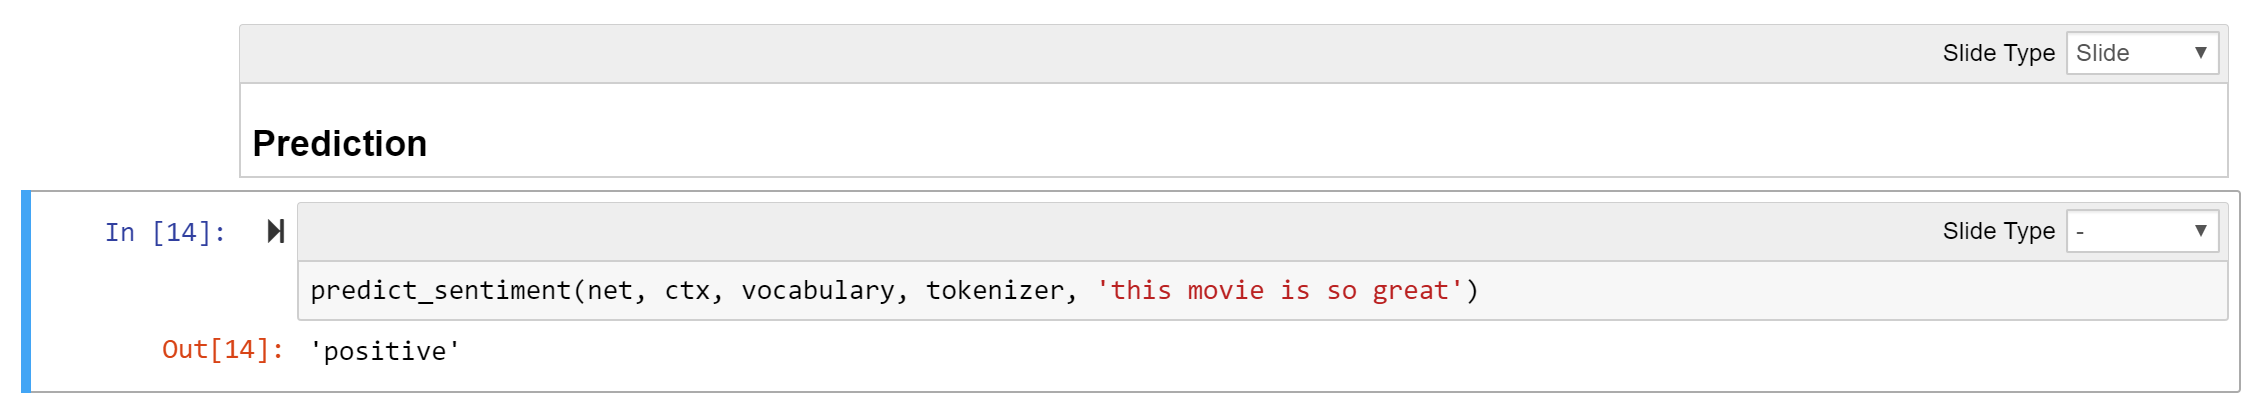 Slide Type Slide
Prediction
Slide Type -
In [14]: predict_sentiment(net, ctx, vocabulary, tokenizer, 'this movie is so great')
Out[14]: 'positive'